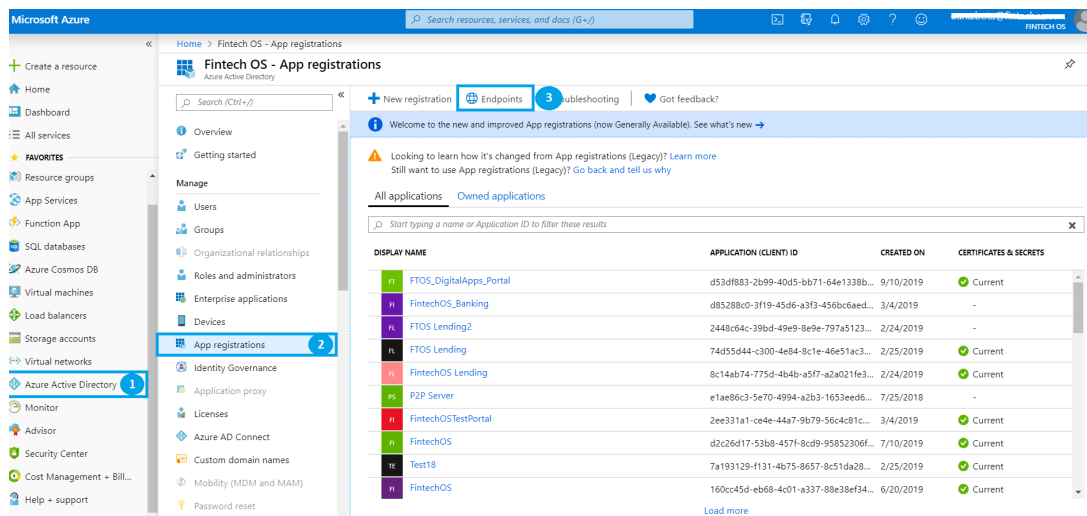 Microsoft Azure
Search resources, services, and docs (G+/)
FINTECH OS
«
Create a resource
Home
Dashboard
All services
FAVORITES
Resource groups
App Services
Function App
SQL databases
Azure Cosmos DB
Virtual machines
Load balancers
Storage accounts
Virtual networks
Azure Active Directory 1
Monitor
Advisor
Security Center
Cost Management + Bill...
Help + support
Home > Fintech OS - App registrations
Fintech OS - App registrations
Azure Active Directory
Search (Ctrl+/)
«
Overview
Getting started
Manage
Users
Groups
Organizational relationships
Roles and administrators
Enterprise applications
Devices
App registrations 2
Identity Governance
Application proxy
Licenses
Azure AD Connect
Custom domain names
Mobility (MDM and MAM)
Password reset
New registration Endpoints 3 Got feedback?
Welcome to the new and improved App registrations (now Generally Available). See what's new →
Looking to learn how it's changed from App registrations (Legacy)? Learn more
Still want to use App registrations (Legacy)? Go back and tell us why
All applications Owned applications
Start typing a name or Application ID to filter these results
DISPLAY NAME APPLICATION (CLIENT) ID CREATED ON CERTIFICATES & SECRETS
FT FTOS_DigitalApps_Portal d53df883-2b99-40d5-bb71-64e1338b... 9/10/2019 Current
FI FintechOS_Banking d85288c0-3f19-45d6-a3f3-456bc6aed... 3/4/2019 -
FL FTOS Lending2 2448c64c-39bd-49e9-8e9e-797a5123... 2/24/2019 -
FL FTOS Lending 74d55d44-c300-4e84-8c1e-46e51ac3... 2/25/2019 Current
FL FintechOS Lending 8c14ab74-775d-4b4b-a5f7-a2a021fe3... 2/24/2019 Current
PS P2P Server e1ae86c3-5e70-4994-a2b3-1653eed6... 7/25/2018 -
FI FintechOSTestPortal 2ee331a1-ce4e-44a7-9b79-56c4c81c... 3/4/2019 Current
FI FintechOS d2c26d17-53b8-457f-8cd9-95852306f... 7/10/2019 Current
TE Test18 7a193129-f131-4b75-8657-8c51da28... 2/25/2019 Current
FI FintechOS 160cc45d-eb68-4c01-a337-88e38ef34... 6/20/2019 Current
Load more